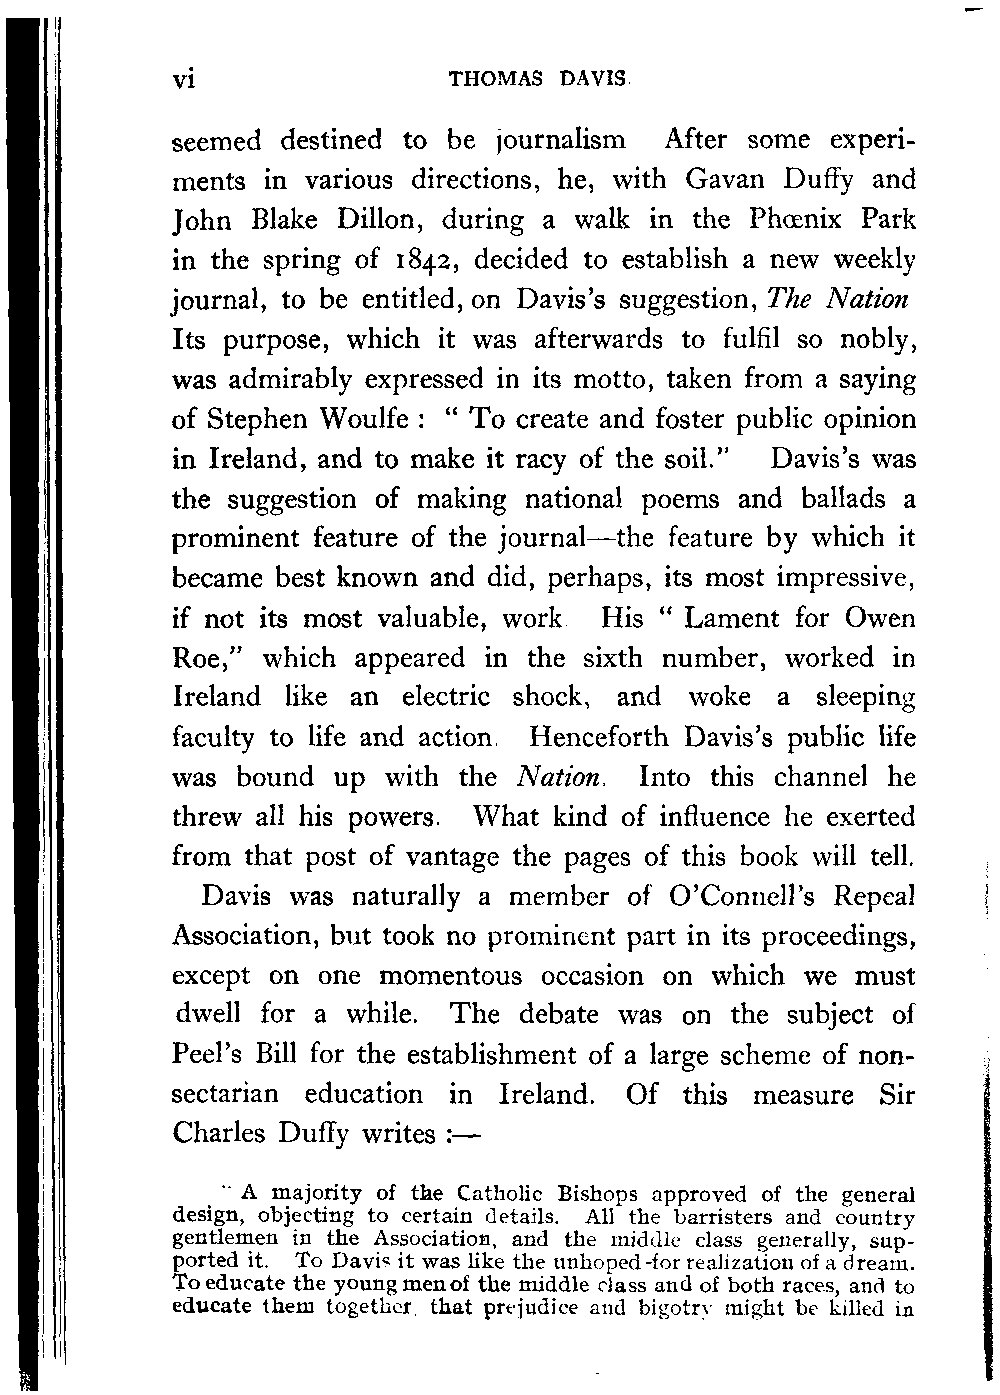 vi THOMAS DAVIS.
seemed destined to be journalism After some experi-
ments in various directions, he, with Gavan Duffy and
John Blake Dillon, during a walk in the Phœnix Park
in the spring of 1842, decided to establish a new weekly
journal, to be entitled, on Davis's suggestion, The Nation
Its purpose, which it was afterwards to fulfil so nobly,
was admirably expressed in its motto, taken from a saying
of Stephen Woulfe : “ To create and foster public opinion
in Ireland, and to make it racy of the soil.” Davis's was
the suggestion of making national poems and ballads a
prominent feature of the journal—the feature by which it
became best known and did, perhaps, its most impressive,
if not its most valuable, work. His “ Lament for Owen
Roe,” which appeared in the sixth number, worked in
Ireland like an electric shock, and woke a sleeping
faculty to life and action. Henceforth Davis's public life
was bound up with the Nation. Into this channel he
threw all his powers. What kind of influence he exerted
from that post of vantage the pages of this book will tell.
Davis was naturally a member of O'Connell's Repeal
Association, but took no prominent part in its proceedings,
except on one momentous occasion on which we must
dwell for a while. The debate was on the subject of
Peel's Bill for the establishment of a large scheme of non-
sectarian education in Ireland. Of this measure Sir
Charles Duffy writes :—
“ A majority of the Catholic Bishops approved of the general
design, objecting to certain details. All the barristers and country
gentlemen in the Association, and the middle class generally, sup-
ported it. To Davis it was like the unhoped-for realization of a dream.
To educate the young men of the middle class and of both races, and to
educate them together, that prejudice and bigotry might be killed in